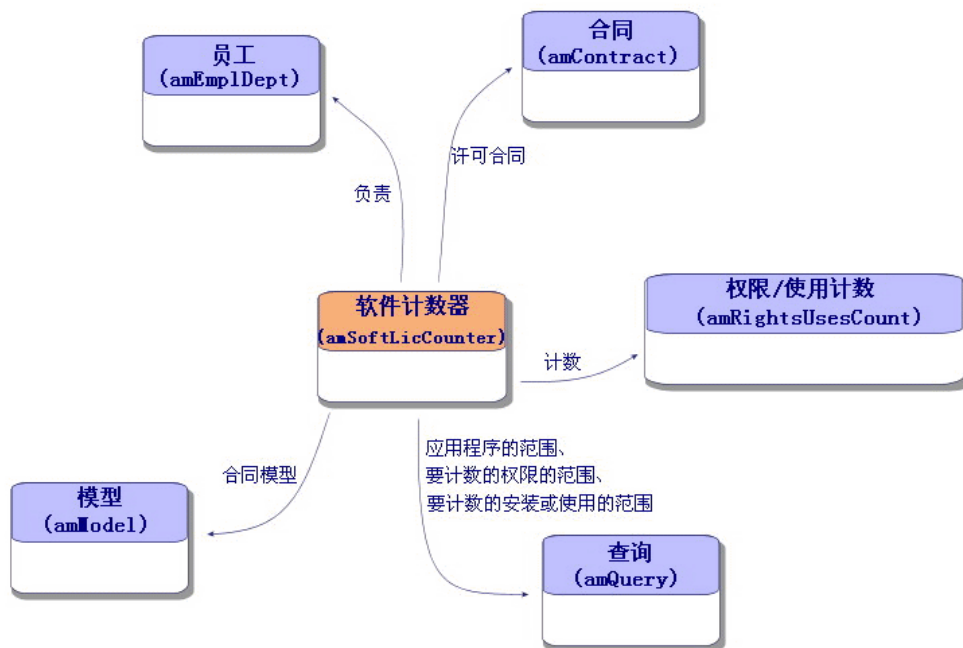 员工
(amEmplDept)
合同
(amContract)
许可合同
负责
软件计数器
(amSoftLicCounter)
权限/使用计数
(amRightsUsesCount)
计数
应用程序的范围、
要计数的权限的范围、
要计数的安装或使用的范围
合同模型
模型
(amModel)
查询
(amQuery)